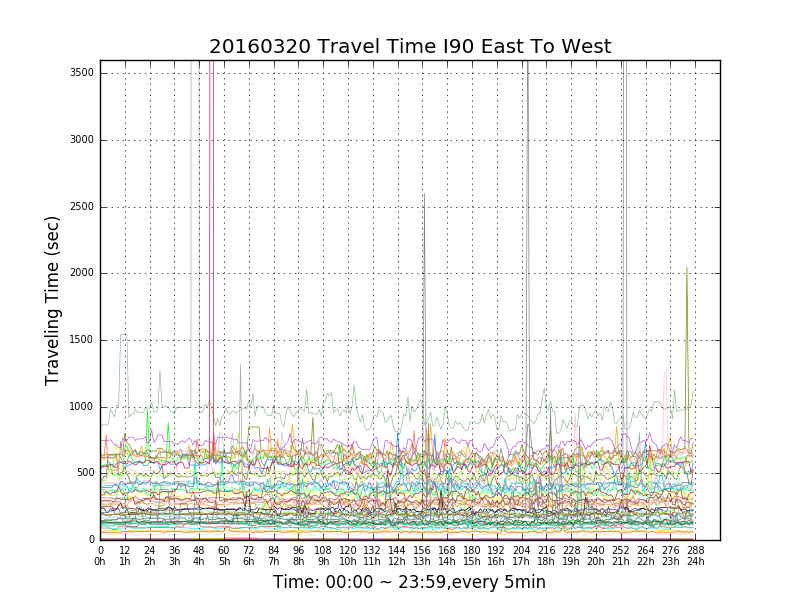 20160320 Travel Time I90 East To West
Traveling Time (sec)
3500
3000
2500
2000
1500
1000
500
0
0 12 24 36 48 60 72 84 96 108 120 132 144 156 168 180 192 204 216 228 240 252 264 276 288
0h 1h 2h 3h 4h 5h 6h 7h 8h 9h 10h 11h 12h 13h 14h 15h 16h 17h 18h 19h 20h 21h 22h 23h 24h
Time: 00:00 ~ 23:59,every 5min